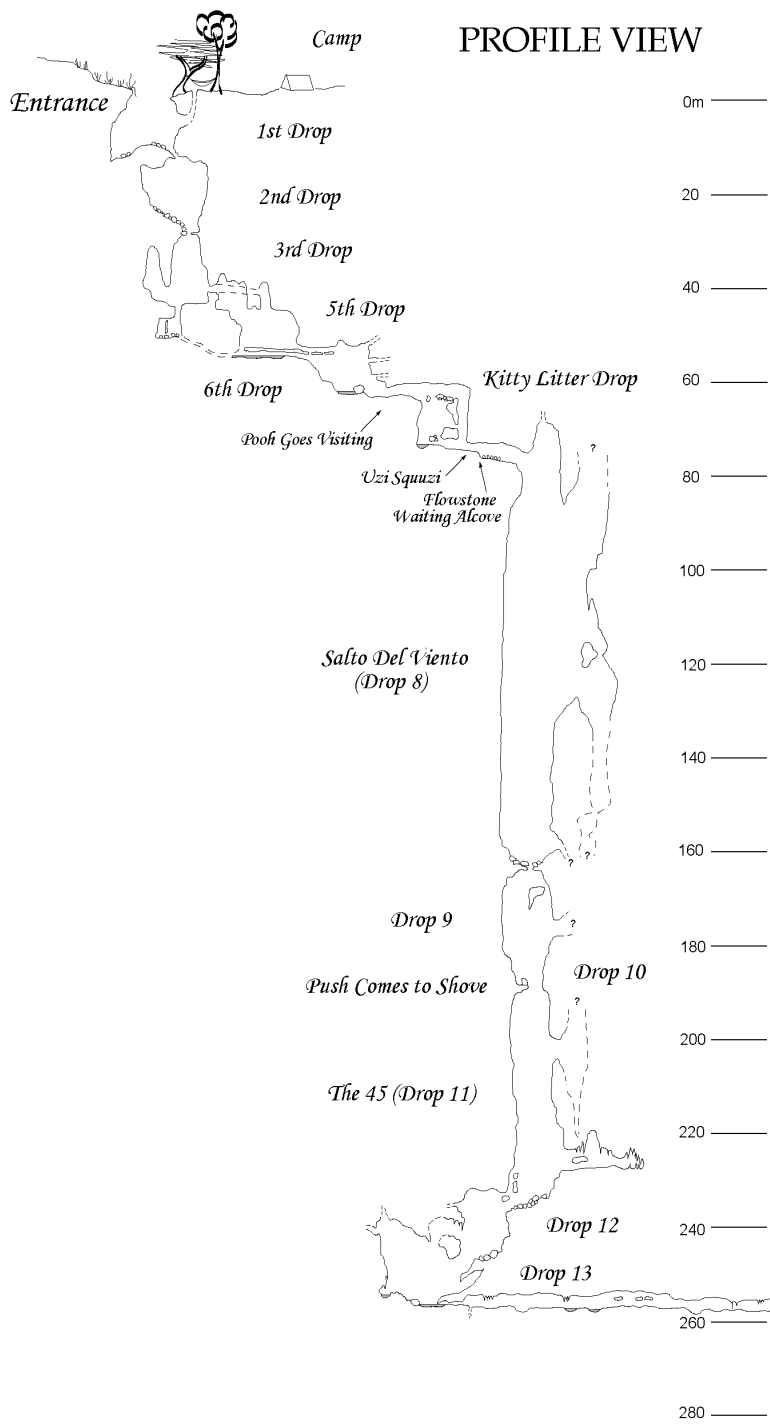 Camp
PROFILE VIEW
Entrance
0m
1st Drop
2nd Drop
20
3rd Drop
40
5th Drop
6th Drop
Kitty Litter Drop
60
Pooh Goes Visiting
?
Uzi Squuzi
80
Flowstone
Waiting Alcove
100
Salto Del Viento
(Drop 8)
120
140
160
?
?
Drop 9
?
180
Drop 10
Push Comes to Shove
?
200
The 45 (Drop 11)
220
Drop 12
240
Drop 13
?
260
280